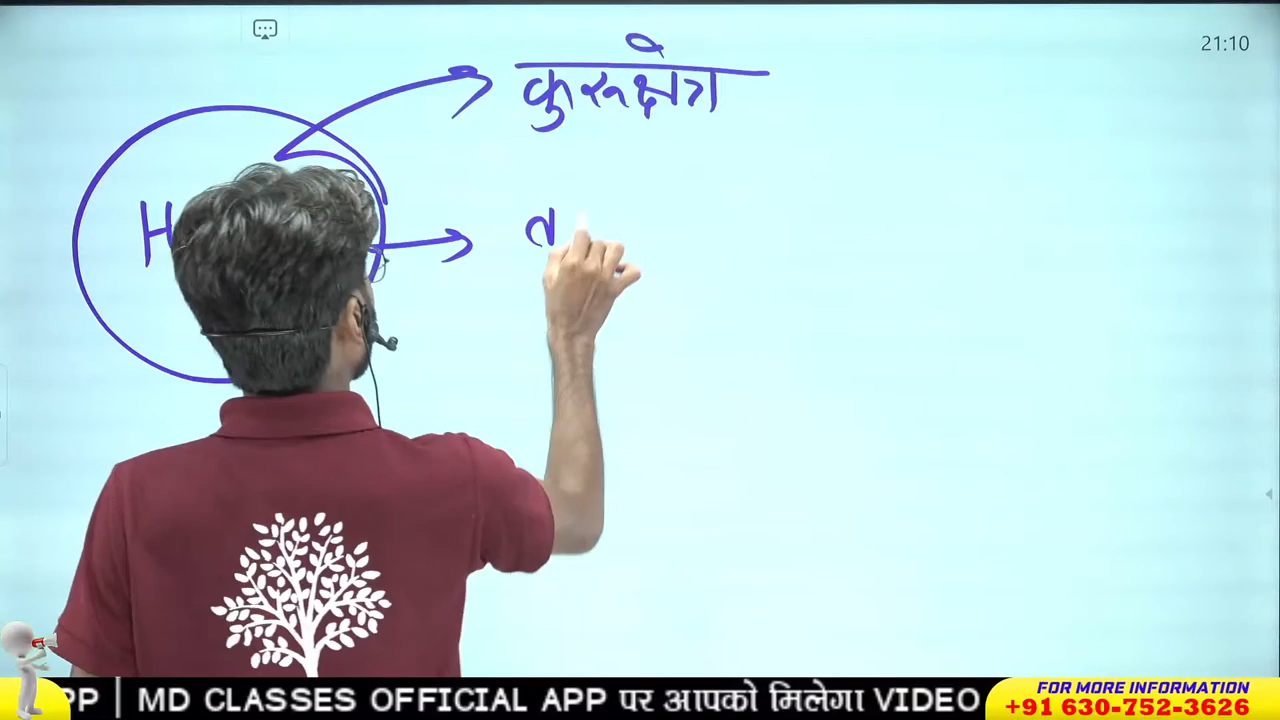 21:10
कुरूक्षेत्र
H
त
FOR MORE INFORMATION
PP | MD CLASSES OFFICIAL APP पर आपको मिलेगा VIDEO
+91 630-752-3626